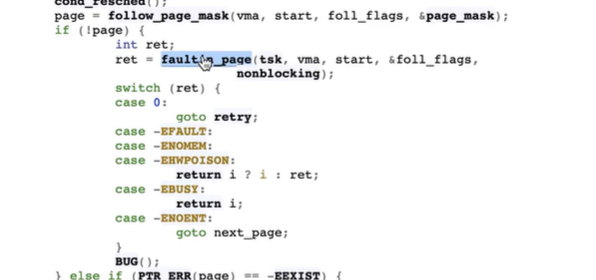 cond_resched();
page = follow_page_mask(vma, start, foll_flags, &page_mask);
if (!page) {
int ret;
ret = faultin_page(tsk, vma, start, &foll_flags,
nonblocking);
switch (ret) {
case 0:
goto retry;
case -EFAULT:
case -ENOMEM:
case -EHWPOISON:
return i ? i : ret;
case -EBUSY:
return i;
case -ENOENT:
goto next_page;
}
BUG();
} else if (PTR_ERR(page) == -EEXIST) {